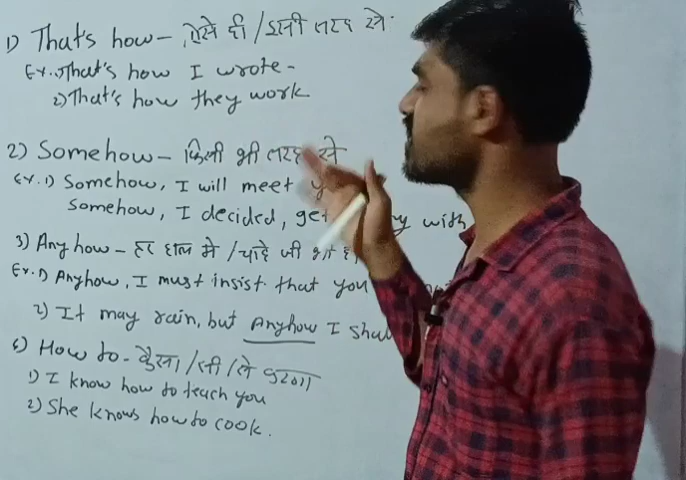 1) That's how - ऐसे ही / इसी तरह से.
Ex. 1) That's how I wrote -
2) That's how they work
2) Somehow - किसी भी तरह से
Ex. 1) Somehow, I will meet
Somehow, I decided, get with
3) Anyhow - हर हाल में / चाहे जो भी हो
Ex. 1) Anyhow, I must insist that you
2) It may rain, but Anyhow I shal
How to - कैसा / सी / से करना
1) I know how to teach you
2) She knows how to cook.